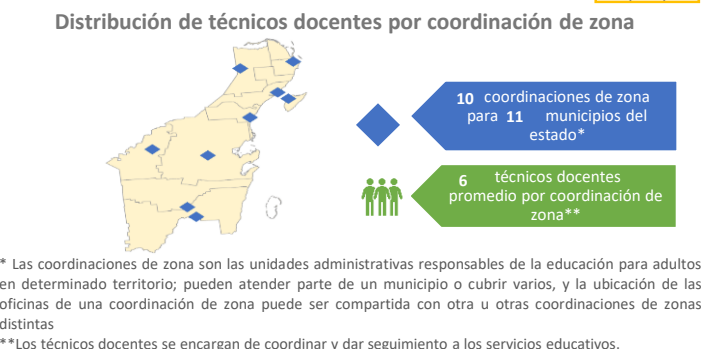 Distribución de técnicos docentes por coordinación de zona
10 coordinaciones de zona
para 11 municipios del
estado*
6 técnicos docentes
promedio por coordinación de
zona**
* Las coordinaciones de zona son las unidades administrativas responsables de la educación para adultos
en determinado territorio; pueden atender parte de un municipio o cubrir varios, y la ubicación de las
oficinas de una coordinación de zona puede ser compartida con otra u otras coordinaciones de zonas
distintas
**Los técnicos docentes se encargan de coordinar y dar seguimiento a los servicios educativos.